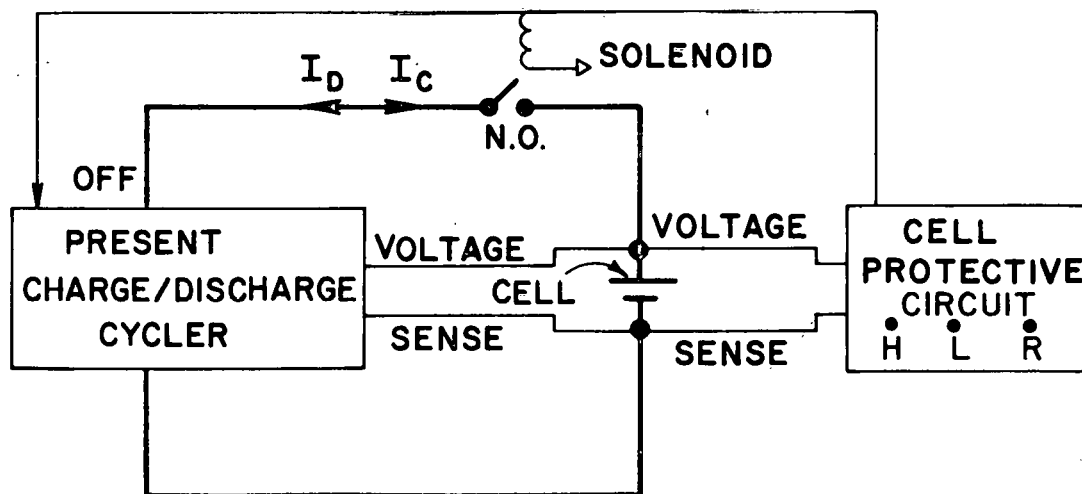 SOLENOID
I_D I_C
N.O.
OFF
PRESENT
CHARGE/DISCHARGE
CYCLER
VOLTAGE
SENSE
CELL
VOLTAGE
SENSE
CELL
PROTECTIVE
CIRCUIT
H L R